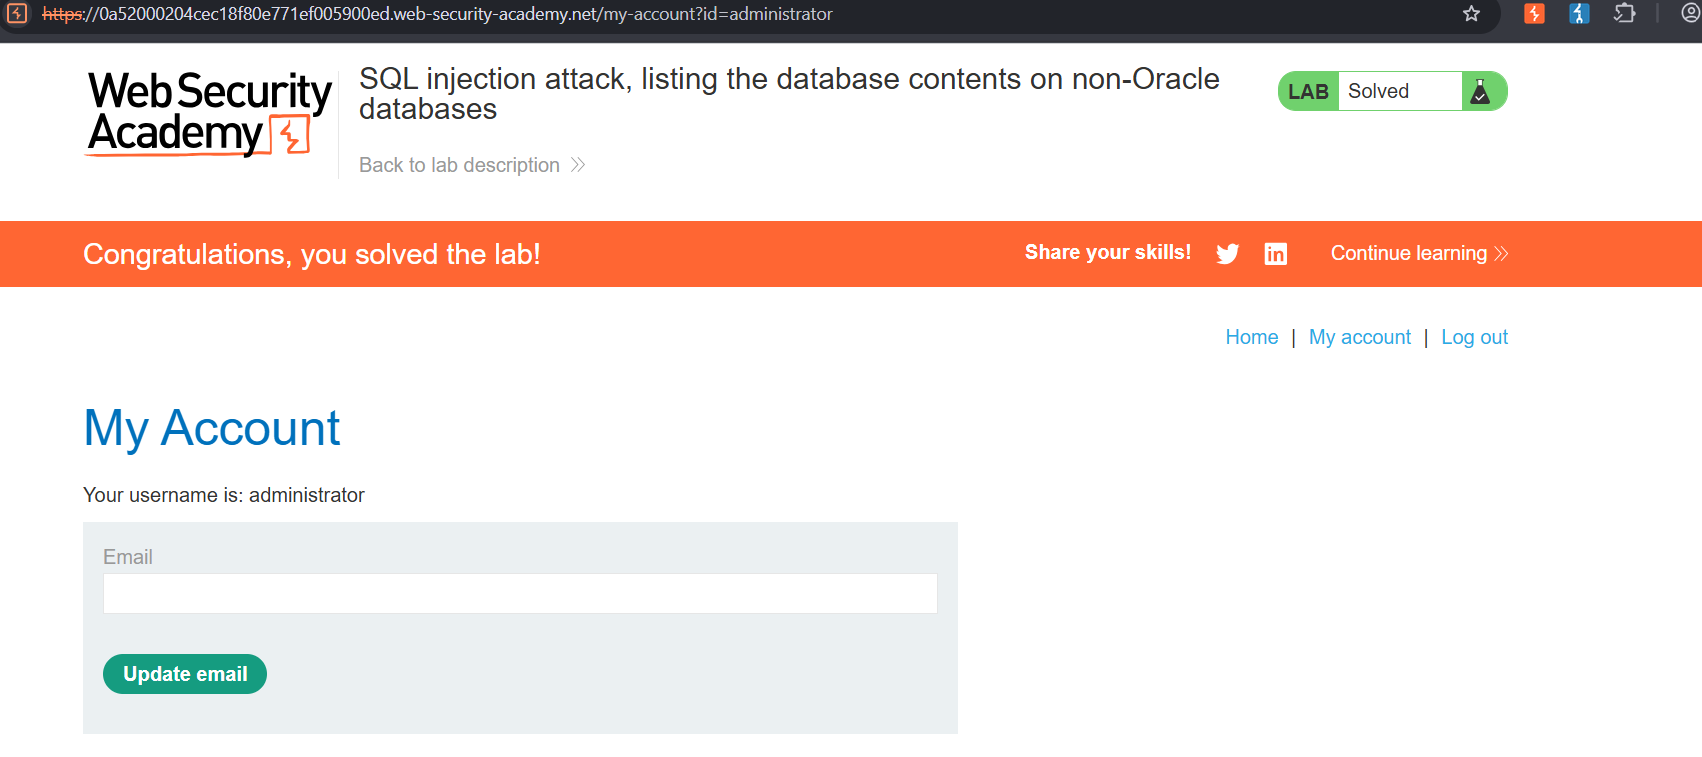 https://0a52000204cec18f80e771ef005900ed.web-security-academy.net/my-account?id=administrator
Web Security
Academy
SQL injection attack, listing the database contents on non-Oracle
databases
Back to lab description
LAB Solved
Congratulations, you solved the lab!
Share your skills!
Continue learning
Home | My account | Log out
My Account
Your username is: administrator
Email
Update email